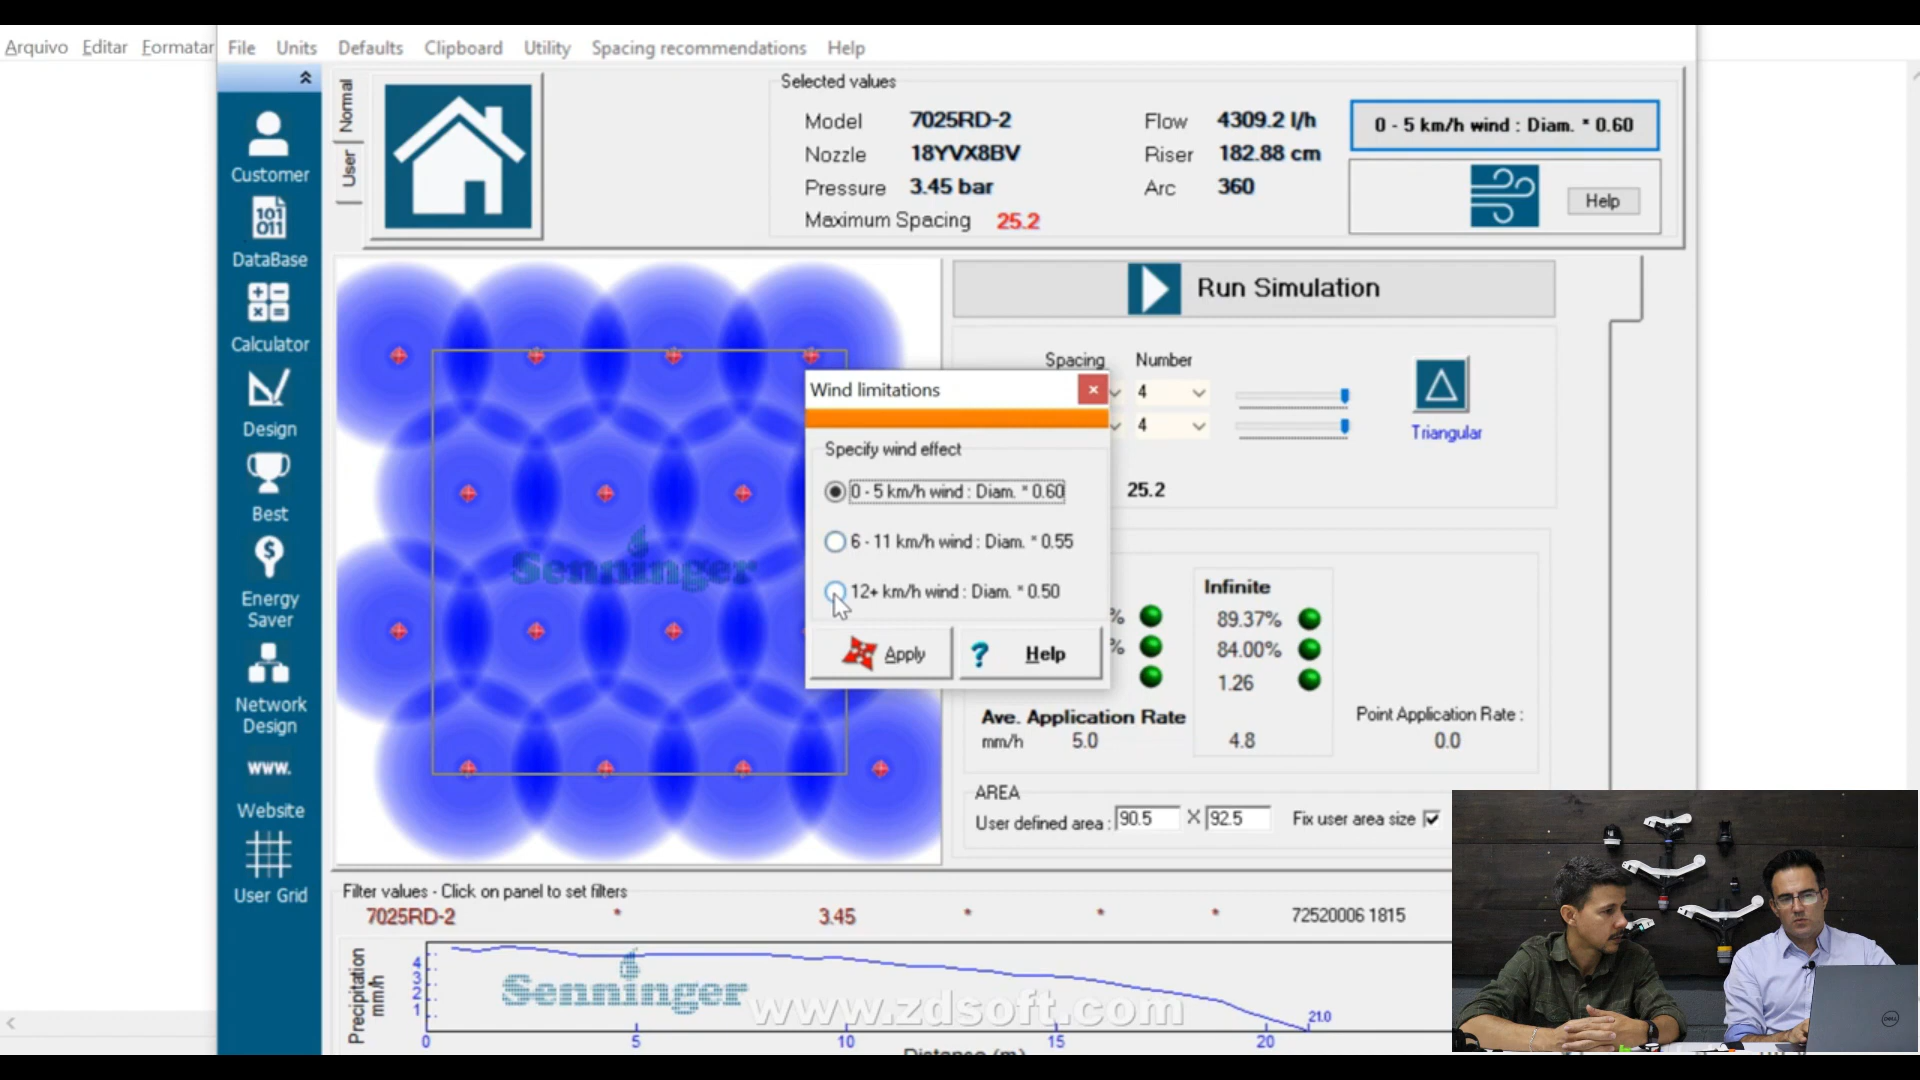 Arquivo Editar Formatar
File Units Defaults Clipboard Utility Spacing recommendations Help
Normal
User
Customer
101
011
DataBase
Calculator
Design
Best
Energy
Saver
Network
Design
www.
Website
User Grid
Selected values
Model 7025RD-2
Nozzle 18YVX8BV
Pressure 3.45 bar
Maximum Spacing 25.2
Flow 4309.2 l/h
Riser 182.88 cm
Arc 360
0 - 5 km/h wind : Diam. * 0.60
Help
Run Simulation
Spacing Number
4
4
Triangular
25.2
Senninger
Wind limitations
Specify wind effect
0 - 5 km/h wind : Diam. * 0.60
6 - 11 km/h wind : Diam. * 0.55
12+ km/h wind : Diam. * 0.50
Apply
? Help
Infinite
% 89.37%
% 84.00%
1.26
Ave. Application Rate
mm/h 5.0 4.8
Point Application Rate :
0.0
AREA
User defined area : 90.5 X 92.5 Fix user area size
Filter values - Click on panel to set filters
7025RD-2 * 3.45 * * * 72520006 1815
Precipitation
mm/h
4
3
2
1
Senninger
www.zdsoft.com
21.0
0 5 10 15 20
Distance (m)
DELL